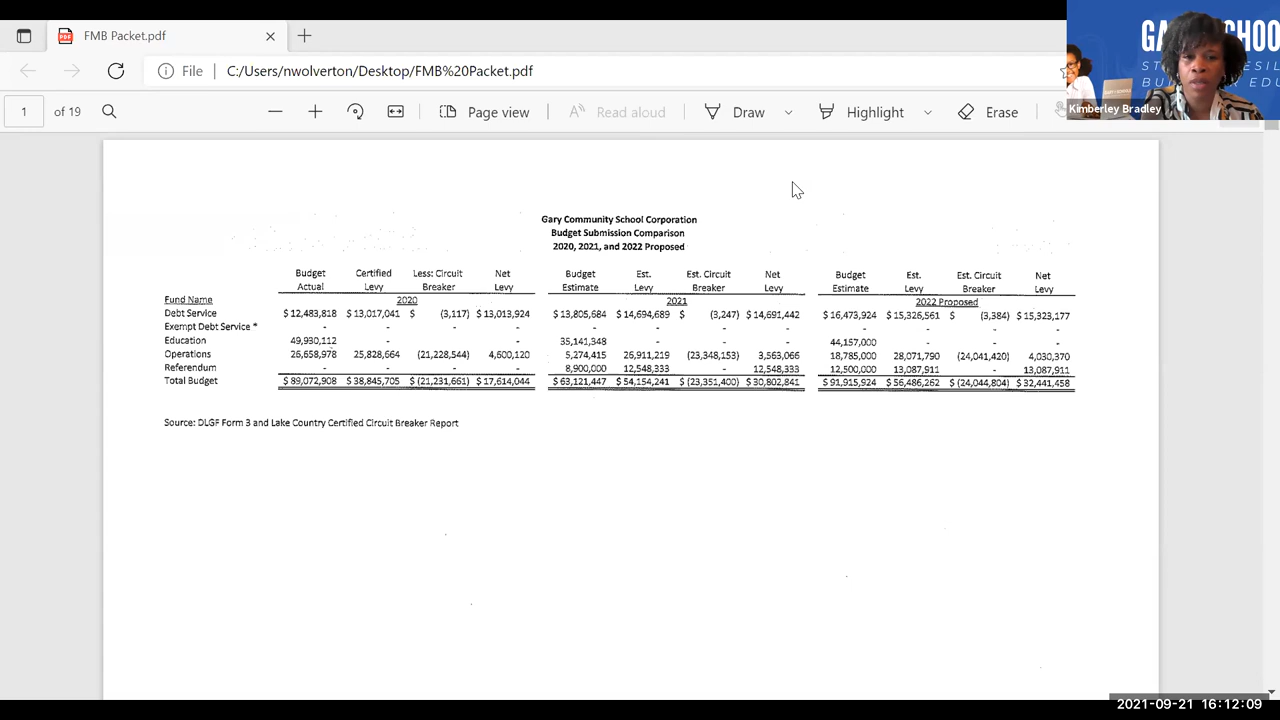 FMB Packet.pdf
File C:/Users/nwolverton/Desktop/FMB%20Packet.pdf
1 of 19 Page view Read aloud Draw Highlight Erase
Kimberley Bradley
Gary Community School Corporation
Budget Submission Comparison
2020, 2021, and 2022 Proposed
Budget Certified Less: Circuit Net Budget Est. Est. Circuit Net Budget Est. Est. Circuit Net
Actual Levy Breaker Levy Estimate Levy Breaker Levy Estimate Levy Breaker Levy
Fund Name 2020 2021 2022 Proposed
Debt Service $ 12,483,818 $ 13,017,041 $ (3,117) $ 13,013,924 $ 13,805,684 $ 14,694,689 $ (3,247) $ 14,691,442 $ 16,473,924 $ 15,326,561 $ (3,384) $ 15,323,177
Exempt Debt Service * - - - - - - - - - - - -
Education 49,930,112 - - - 35,141,348 - - - 44,157,000 - - -
Operations 26,658,978 25,828,664 (21,228,544) 4,600,120 5,274,415 26,911,219 (23,348,153) 3,563,066 18,785,000 28,071,790 (24,041,420) 4,030,370
Referendum - - - - 8,900,000 12,548,333 - 12,548,333 12,500,000 13,087,911 - 13,087,911
Total Budget $ 89,072,908 $ 38,845,705 $ (21,231,661) $ 17,614,044 $ 63,121,447 $ 54,154,241 $ (23,351,400) $ 30,802,841 $ 91,915,924 $ 56,486,262 $ (24,044,804) $ 32,441,458
Source: DLGF Form 3 and Lake Country Certified Circuit Breaker Report
2021-09-21 16:12:09